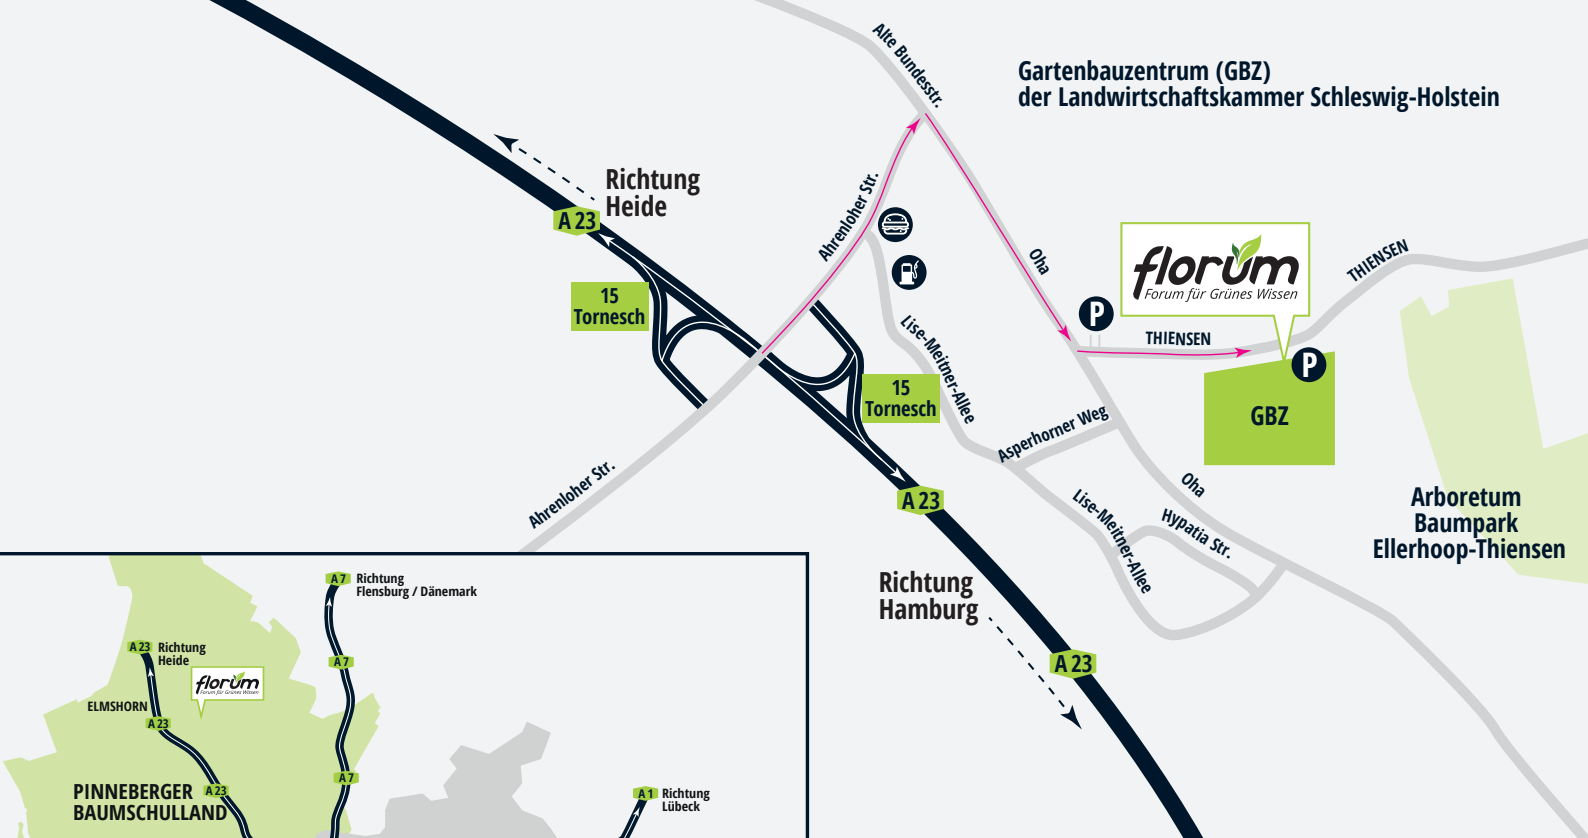 Alte Bundesstr.
Gartenbauzentrum (GBZ)
der Landwirtschaftskammer Schleswig-Holstein
Richtung
Heide
A 23
Ahrenloher Str.
Oha
florum
Forum für Grünes Wissen
THIENSEN
15
Tornesch
P
THIENSEN
Lise-Meitner-Allee
P
15
Tornesch
GBZ
Asperhorner Weg
Ahrenloher Str.
A 23
Oha
Lise-Meitner-Allee
Hypatia Str.
Arboretum
Baumpark
Ellerhoop-Thiensen
Richtung
Hamburg
A 23
A 7
Richtung
Flensburg / Dänemark
A 23
Richtung
Heide
A 7
florum
Forum für Grünes Wissen
ELMSHORN
A 23
A 7
PINNEBERGER
BAUMSCHULLAND
A 23
A 1
Richtung
Lübeck